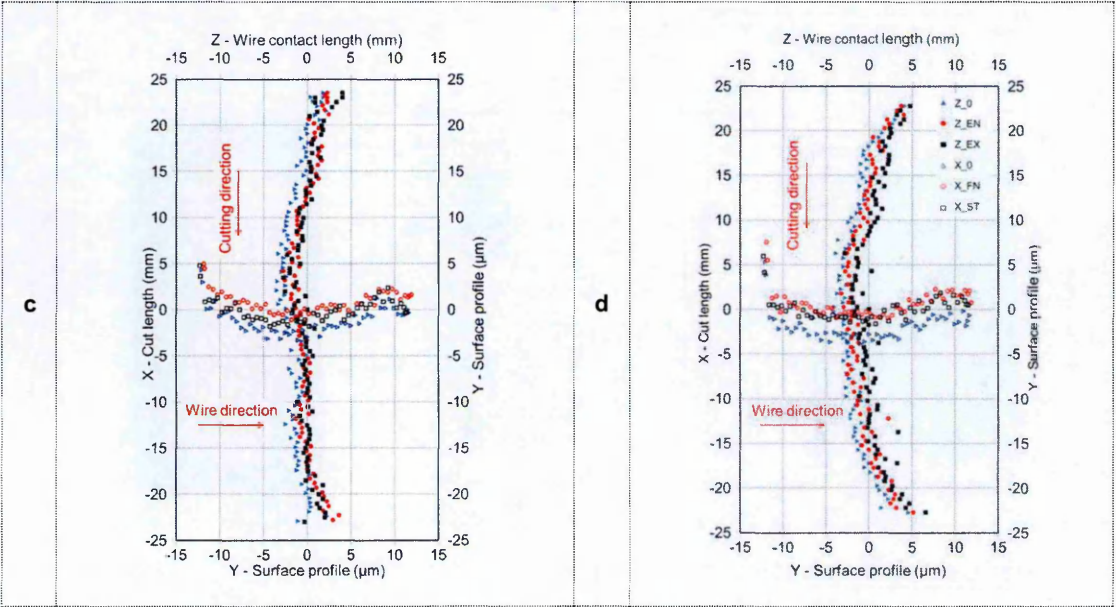 c
Z - Wire contact length (mm)
-15 -10 -5 0 5 10 15
25 20 15 10 5 0 -5 -10 -15 -20 -25
X - Cut length (mm)
Cutting direction
Wire direction
25 20 15 10 5 0 -5 -10 -15 -20 -25
Y - Surface profile (µm)
-15 -10 -5 0 5 10 15
Y - Surface profile (µm)
d
Z - Wire contact length (mm)
-15 -10 -5 0 5 10 15
25 20 15 10 5 0 -5 -10 -15 -20 -25
X - Cut length (mm)
Cutting direction
Wire direction
Z_0
Z_EN
Z_EX
X_0
X_FN
X_ST
25 20 15 10 5 0 -5 -10 -15 -20 -25
Y - Surface profile (µm)
-15 -10 -5 0 5 10 15
Y - Surface profile (µm)